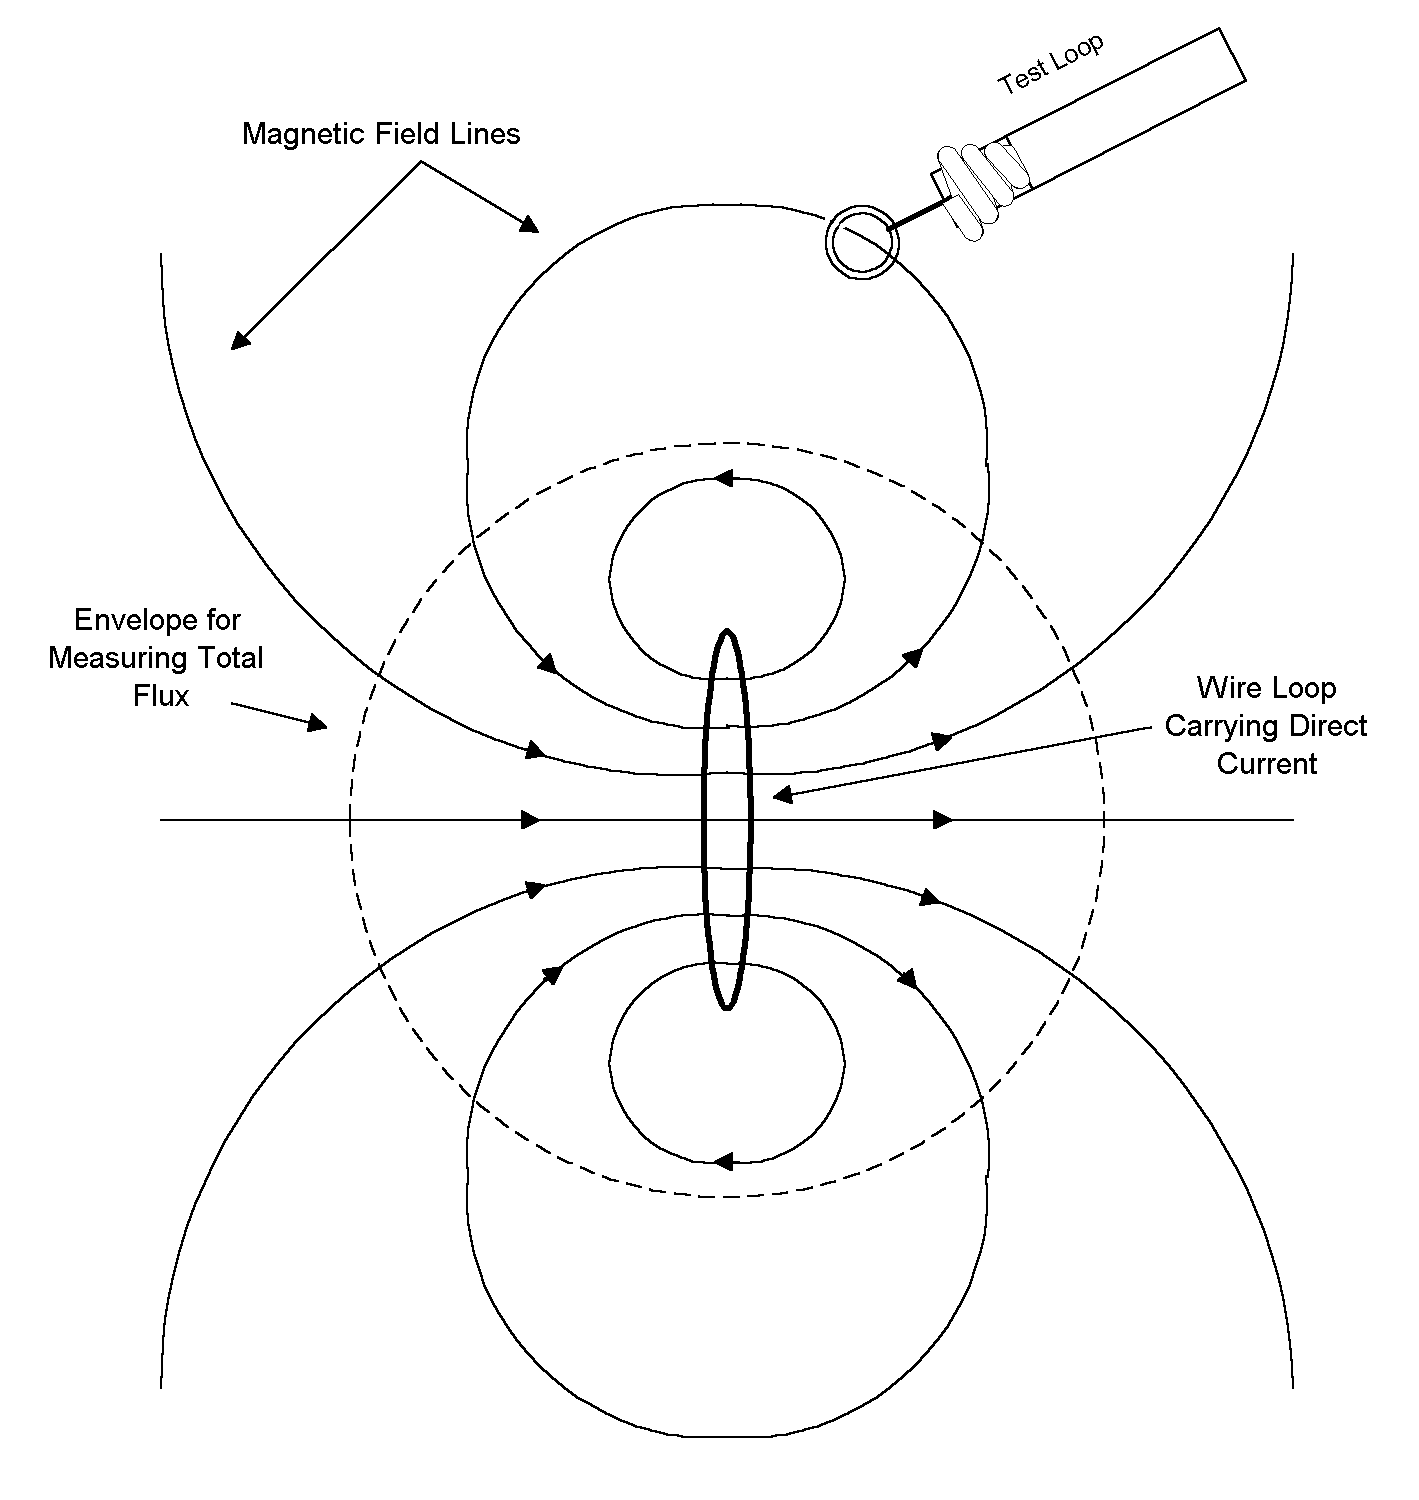 Test Loop
Magnetic Field Lines
Envelope for
Measuring Total
Flux
Wire Loop
Carrying Direct
Current